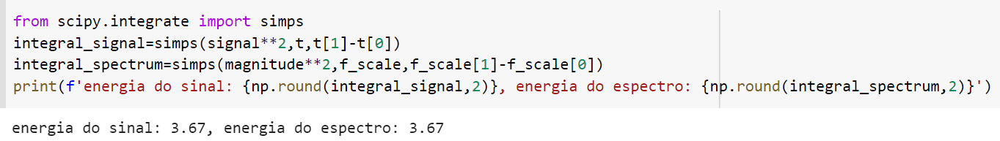 from scipy.integrate import simps
integral_signal=simps(signal**2,t,t[1]-t[0])
integral_spectrum=simps(magnitude**2,f_scale,f_scale[1]-f_scale[0])
print(f'energia do sinal: {np.round(integral_signal,2)}, energia do espectro: {np.round(integral_spectrum,2)}')
energia do sinal: 3.67, energia do espectro: 3.67